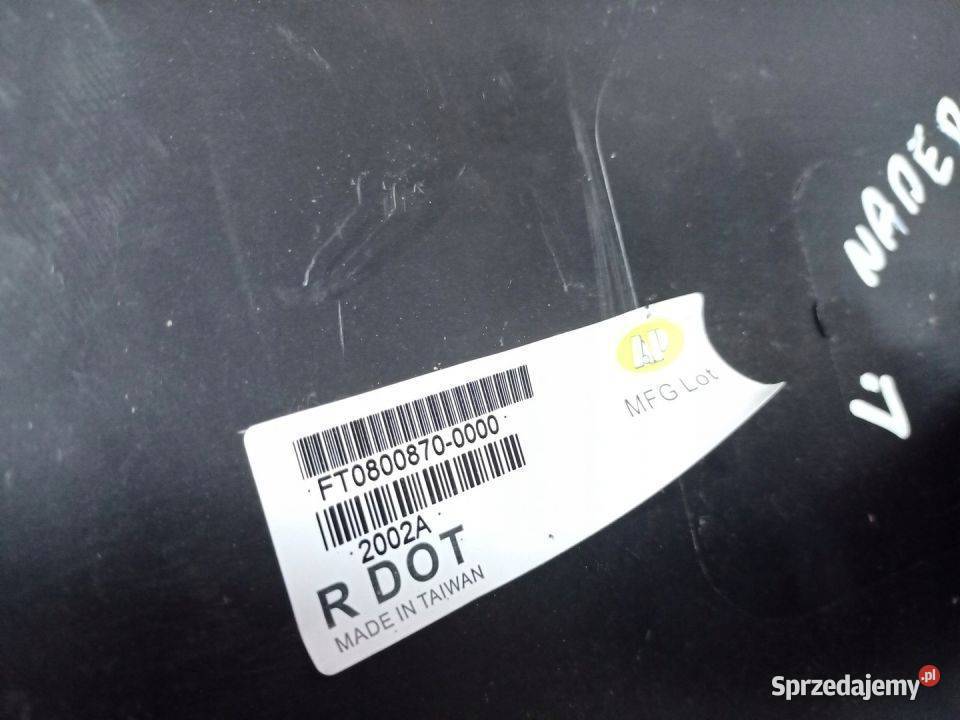 AP
MFG Lot
FT0800870-0000
2002A
R DOT
MADE IN TAIWAN
Sprzedajemy.pl